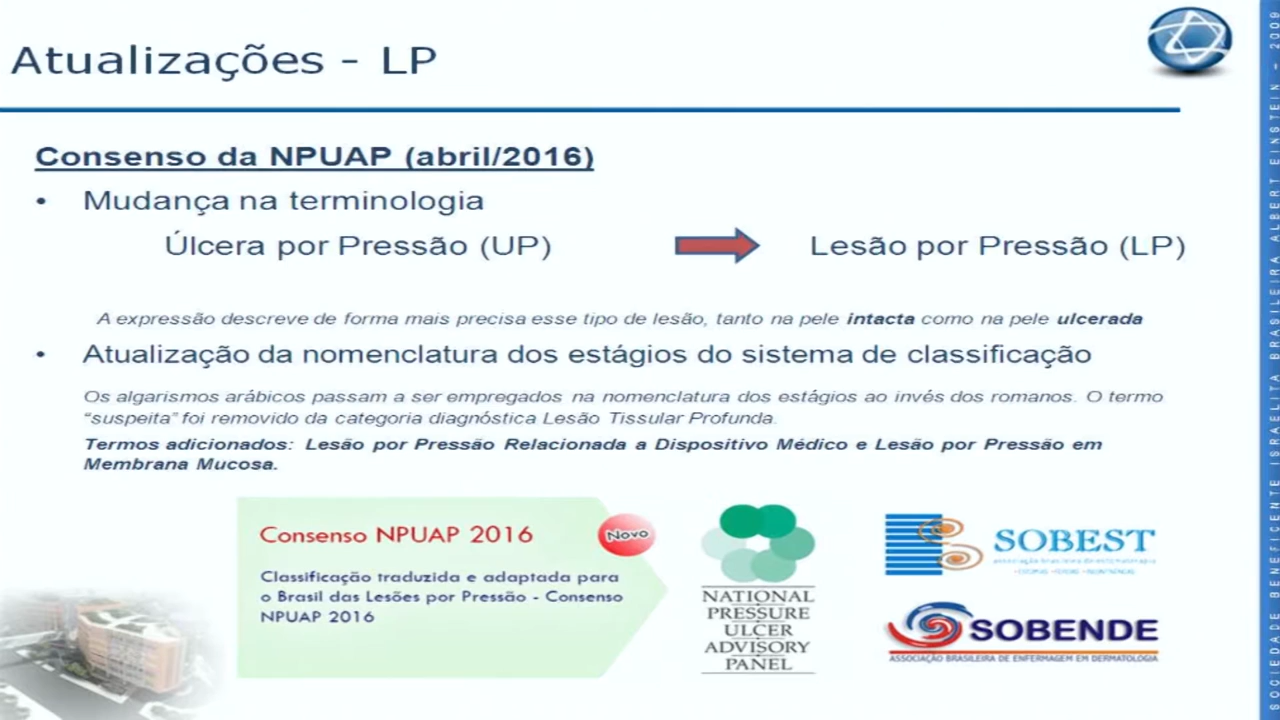 Atualizações - LP
Consenso da NPUAP (abril/2016)
• Mudança na terminologia
Úlcera por Pressão (UP) Lesão por Pressão (LP)
A expressão descreve de forma mais precisa esse tipo de lesão, tanto na pele intacta como na pele ulcerada
• Atualização da nomenclatura dos estágios do sistema de classificação
Os algarismos arábicos passam a ser empregados na nomenclatura dos estágios ao invés dos romanos. O termo
“suspeita” foi removido da categoria diagnóstica Lesão Tissular Profunda.
Termos adicionados: Lesão por Pressão Relacionada a Dispositivo Médico e Lesão por Pressão em
Membrana Mucosa.
Consenso NPUAP 2016
Novo
Classificação traduzida e adaptada para
o Brasil das Lesões por Pressão - Consenso
NPUAP 2016
NATIONAL
PRESSURE
ULCER
ADVISORY
PANEL
SOBEST
SOBENDE
ASSOCIAÇÃO BRASILEIRA DE ENFERMAGEM EM DERMATOLOGIA
SOCIEDADE BENEFICENTE ISRAELITA BRASILEIRA ALBERT EINSTEIN - 2009